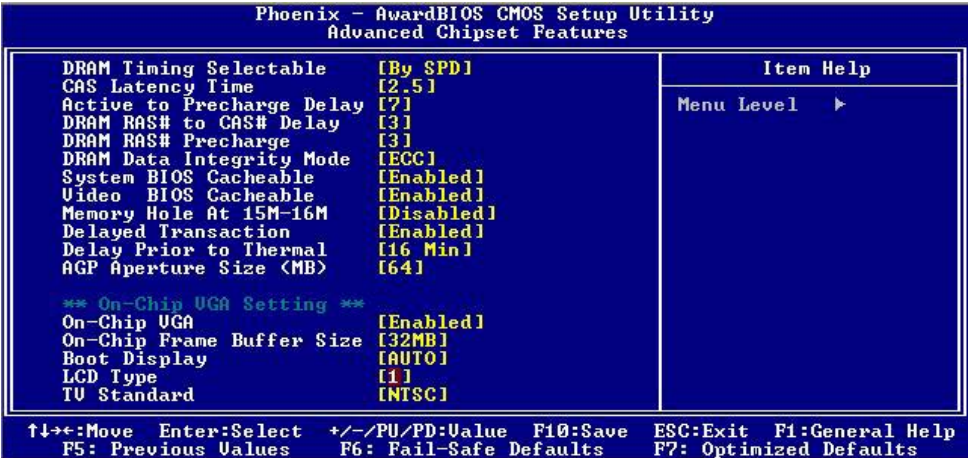 Phoenix - AwardBIOS CMOS Setup Utility
Advanced Chipset Features
DRAM Timing Selectable [By SPD]
CAS Latency Time [2.5]
Active to Precharge Delay [7]
DRAM RAS# to CAS# Delay [3]
DRAM RAS# Precharge [3]
DRAM Data Integrity Mode [ECC]
System BIOS Cacheable [Enabled]
Video BIOS Cacheable [Enabled]
Memory Hole At 15M-16M [Disabled]
Delayed Transaction [Enabled]
Delay Prior to Thermal [16 Min]
AGP Aperture Size (MB) [64]
** On-Chip VGA Setting **
On-Chip VGA [Enabled]
On-Chip Frame Buffer Size [32MB]
Boot Display [AUTO]
LCD Type [1]
TV Standard [NTSC]
Item Help
Menu Level ▶
↑↓→←:Move Enter:Select +/-/PU/PD:Value F10:Save ESC:Exit F1:General Help
F5: Previous Values F6: Fail-Safe Defaults F7: Optimized Defaults